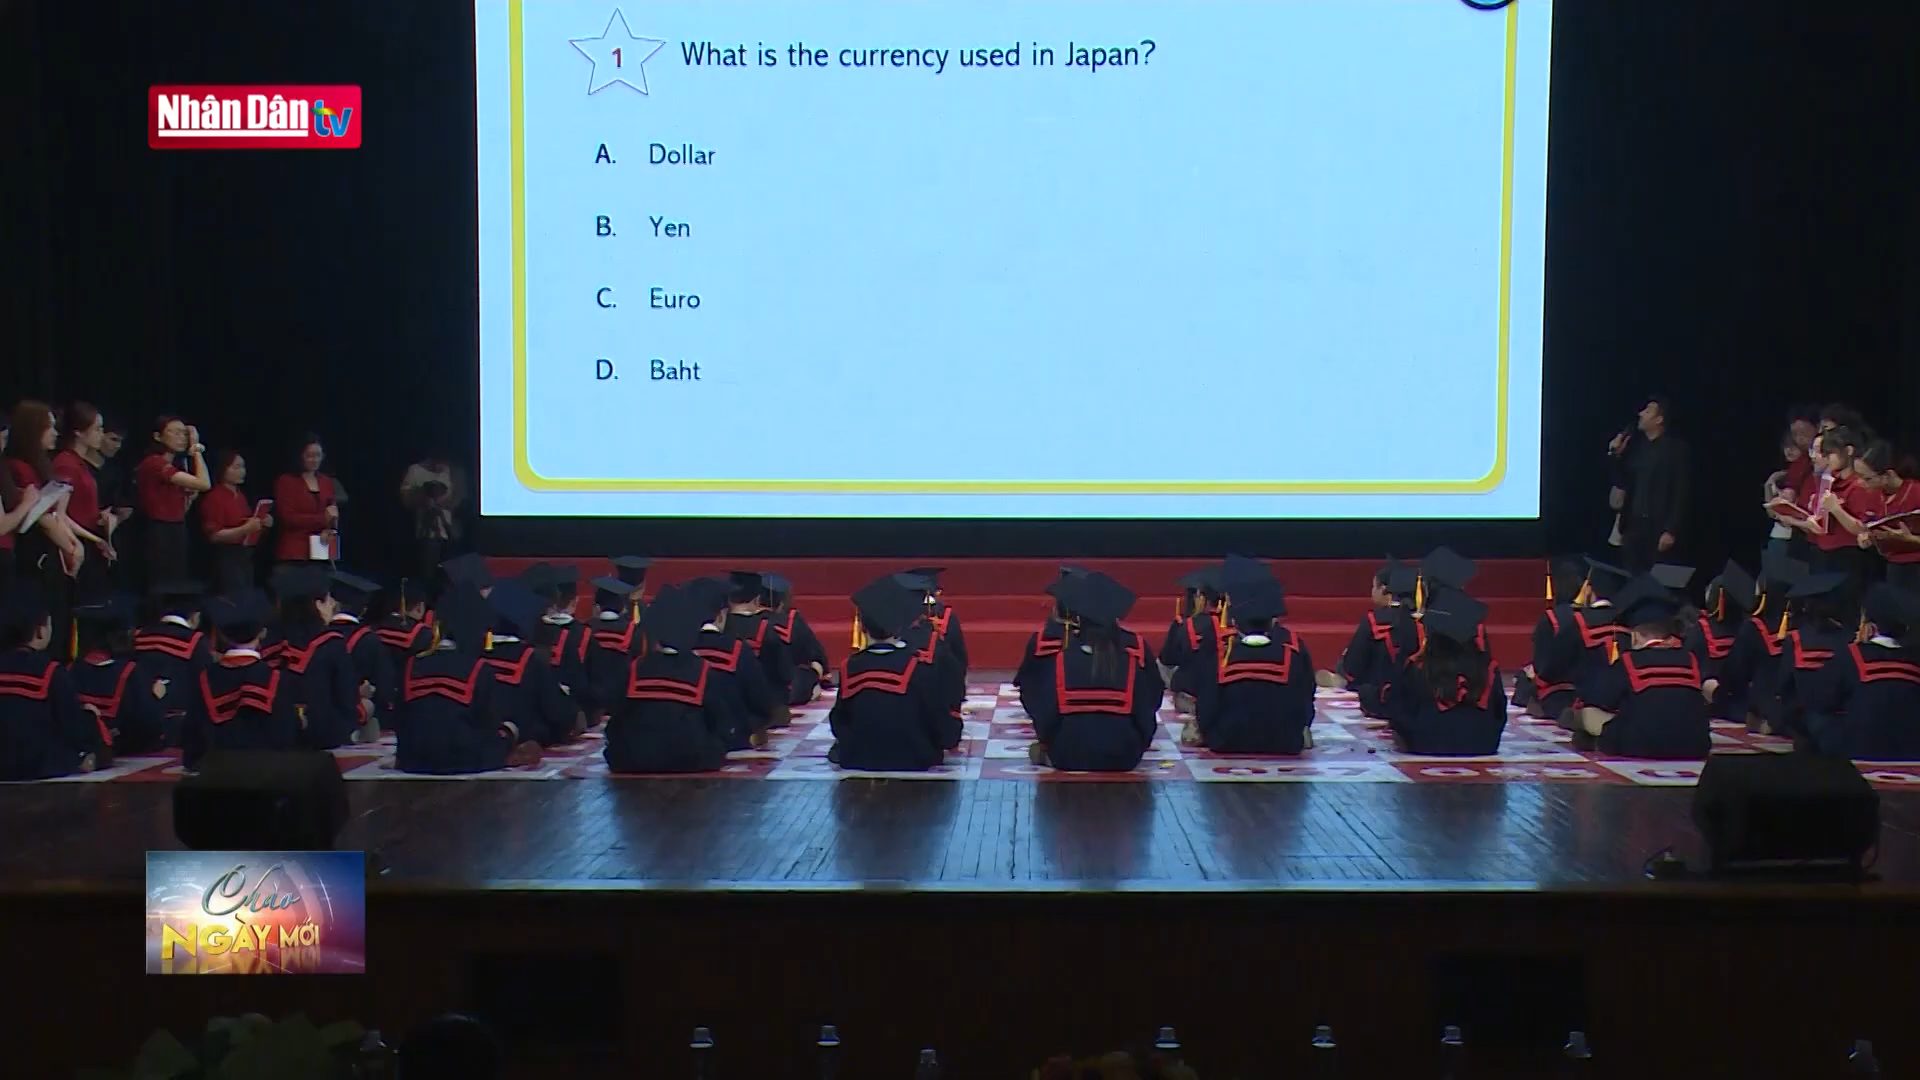 1 What is the currency used in Japan?
Nhân Dân tv
A. Dollar
B. Yen
C. Euro
D. Baht
Chào
NGÀY MỚI